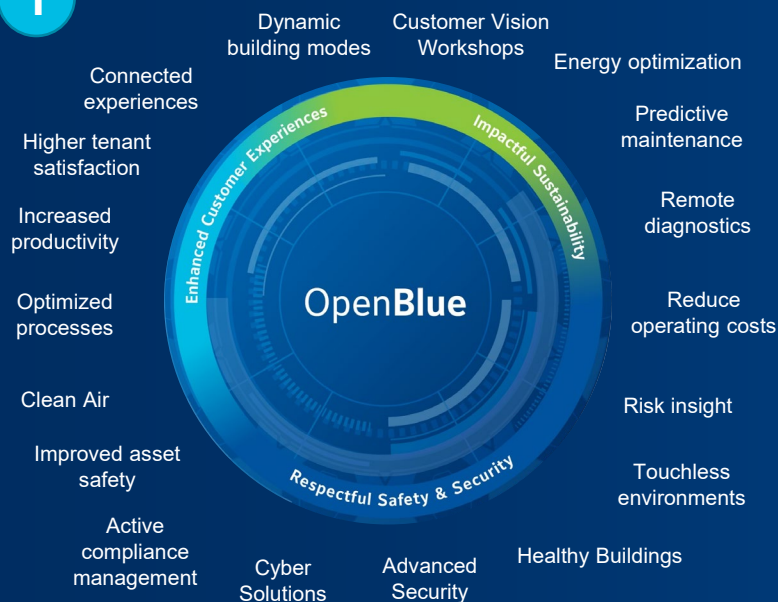 1
Dynamic
building modes
Customer Vision
Workshops
Energy optimization
Connected
experiences
Predictive
maintenance
Higher tenant
satisfaction
Remote
diagnostics
Increased
productivity
Optimized
processes
Reduce
operating costs
Clean Air
Risk insight
Improved asset
safety
Touchless
environments
Active
compliance
management
Cyber
Solutions
Advanced
Security
Healthy Buildings
Enhanced Customer Experiences
Impactful Sustainability
OpenBlue
Respectful Safety & Security